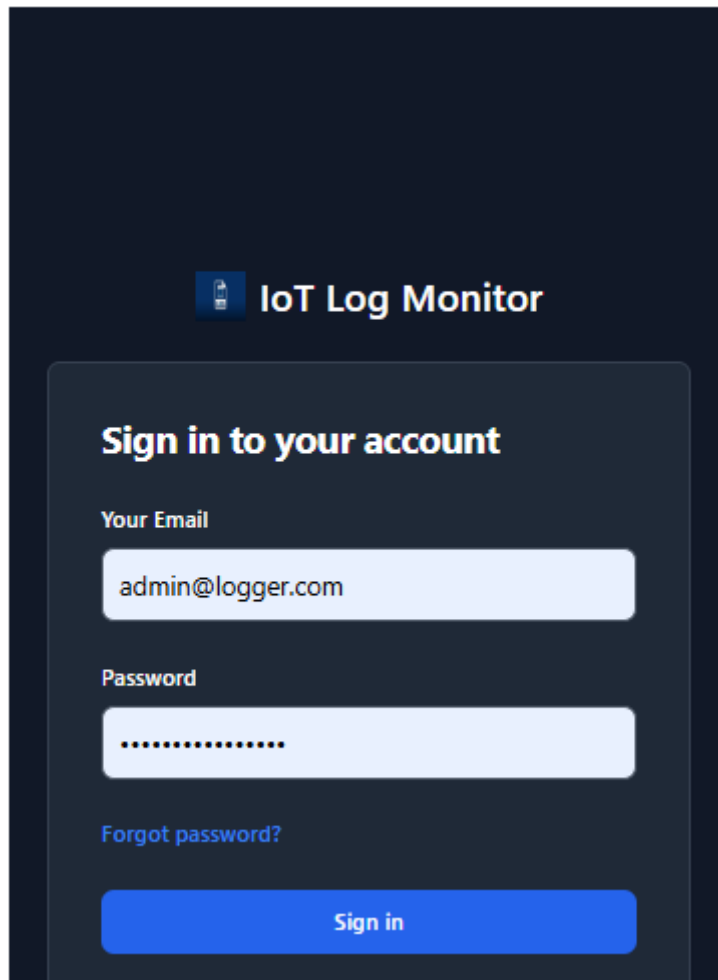 IoT Log Monitor
Sign in to your account
Your Email
admin@logger.com
Password
••••••••••••••••
Forgot password?
Sign in